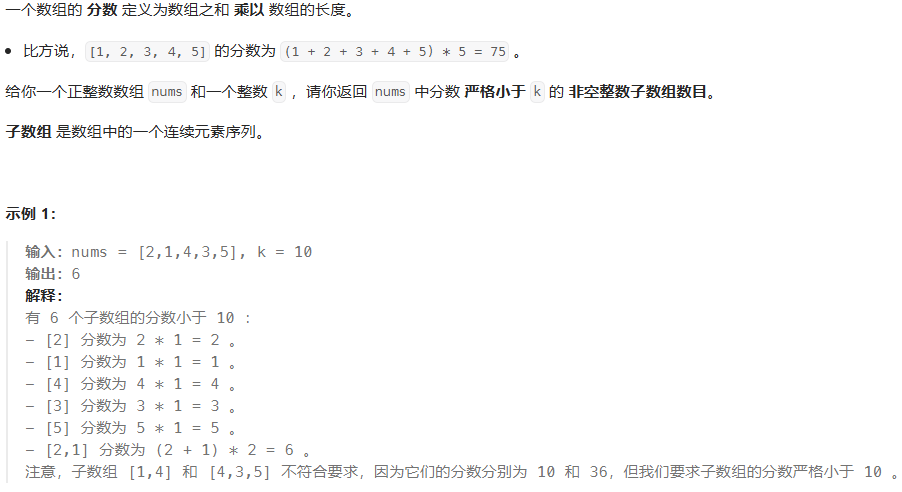 一个数组的 分数 定义为数组之和 乘以 数组的长度。
• 比方说，[1, 2, 3, 4, 5] 的分数为 (1 + 2 + 3 + 4 + 5) * 5 = 75 。
给你一个正整数数组 nums 和一个整数 k ，请你返回 nums 中分数 严格小于 k 的 非空整数子数组数目。
子数组 是数组中的一个连续元素序列。
示例 1：
输入：nums = [2,1,4,3,5], k = 10
输出：6
解释：
有 6 个子数组的分数小于 10 ：
- [2] 分数为 2 * 1 = 2 。
- [1] 分数为 1 * 1 = 1 。
- [4] 分数为 4 * 1 = 4 。
- [3] 分数为 3 * 1 = 3 。
- [5] 分数为 5 * 1 = 5 。
- [2,1] 分数为 (2 + 1) * 2 = 6 。
注意，子数组 [1,4] 和 [4,3,5] 不符合要求，因为它们的分数分别为 10 和 36，但我们要求子数组的分数严格小于 10 。